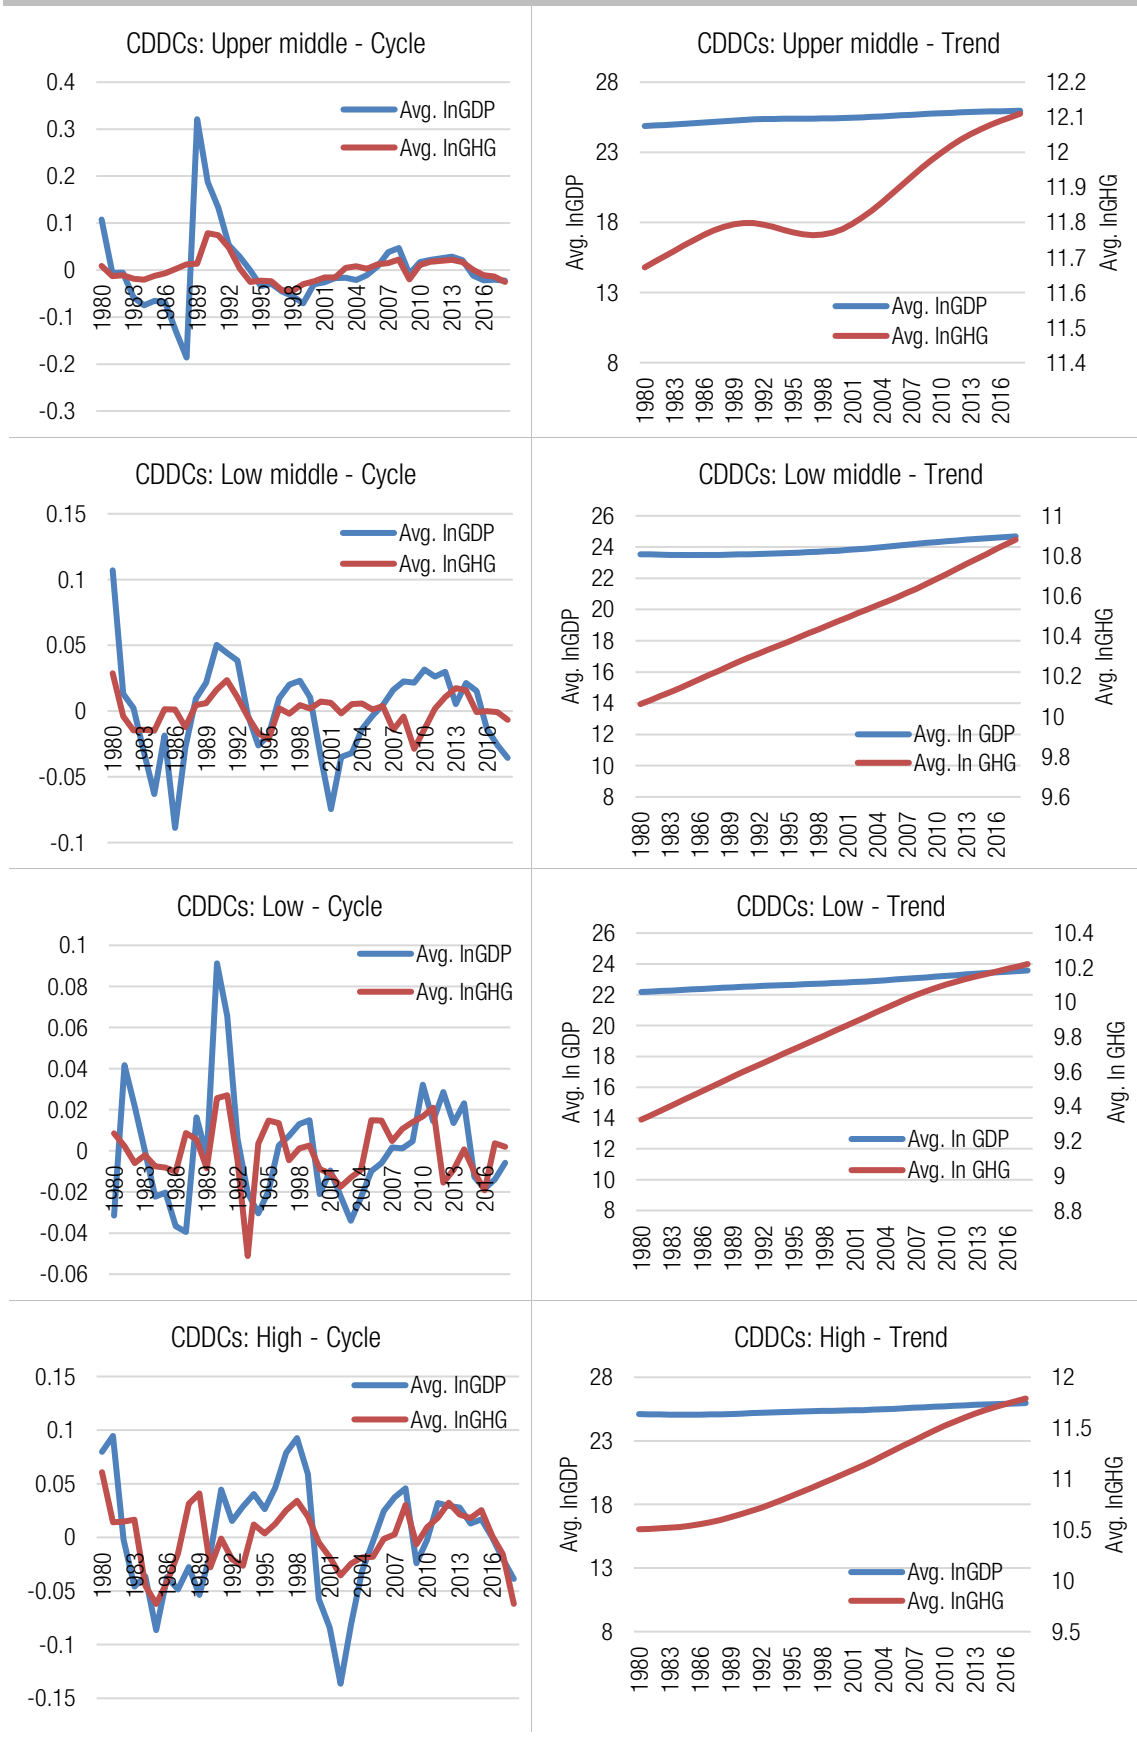 CDDCs: Upper middle - Cycle
0.4
0.3
0.2
0.1
0
-0.1
-0.2
-0.3
Avg. lnGDP
Avg. lnGHG
1980 1983 1986 1989 1992 1995 1998 2001 2004 2007 2010 2013 2016
CDDCs: Upper middle - Trend
28
23
18
13
8
Avg. lnGDP
12.2
12.1
12
11.9
11.8
11.7
11.6
11.5
11.4
Avg. lnGHG
Avg. lnGDP
Avg. lnGHG
1980 1983 1986 1989 1992 1995 1998 2001 2004 2007 2010 2013 2016
CDDCs: Low middle - Cycle
0.15
0.1
0.05
0
-0.05
-0.1
Avg. lnGDP
Avg. lnGHG
1980 1983 1986 1989 1992 1995 1998 2001 2004 2007 2010 2013 2016
CDDCs: Low middle - Trend
26
24
22
20
18
16
14
12
10
8
Avg. lnGDP
11
10.8
10.6
10.4
10.2
10
9.8
9.6
Avg. lnGHG
Avg. ln GDP
Avg. ln GHG
1980 1983 1986 1989 1992 1995 1998 2001 2004 2007 2010 2013 2016
CDDCs: Low - Cycle
0.1
0.08
0.06
0.04
0.02
0
-0.02
-0.04
-0.06
Avg. lnGDP
Avg. lnGHG
1980 1983 1986 1989 1992 1995 1998 2001 2004 2007 2010 2013 2016
CDDCs: Low - Trend
26
24
22
20
18
16
14
12
10
8
Avg. ln GDP
10.4
10.2
10
9.8
9.6
9.4
9.2
9
8.8
Avg. ln GHG
Avg. ln GDP
Avg. ln GHG
1980 1983 1986 1989 1992 1995 1998 2001 2004 2007 2010 2013 2016
CDDCs: High - Cycle
0.15
0.1
0.05
0
-0.05
-0.1
-0.15
Avg. lnGDP
Avg. lnGHG
1980 1983 1986 1989 1992 1995 1998 2001 2004 2007 2010 2013 2016
CDDCs: High - Trend
28
23
18
13
8
Avg. lnGDP
12
11.5
11
10.5
10
9.5
Avg. lnGHG
Avg. lnGDP
Avg. lnGHG
1980 1983 1986 1989 1992 1995 1998 2001 2004 2007 2010 2013 2016